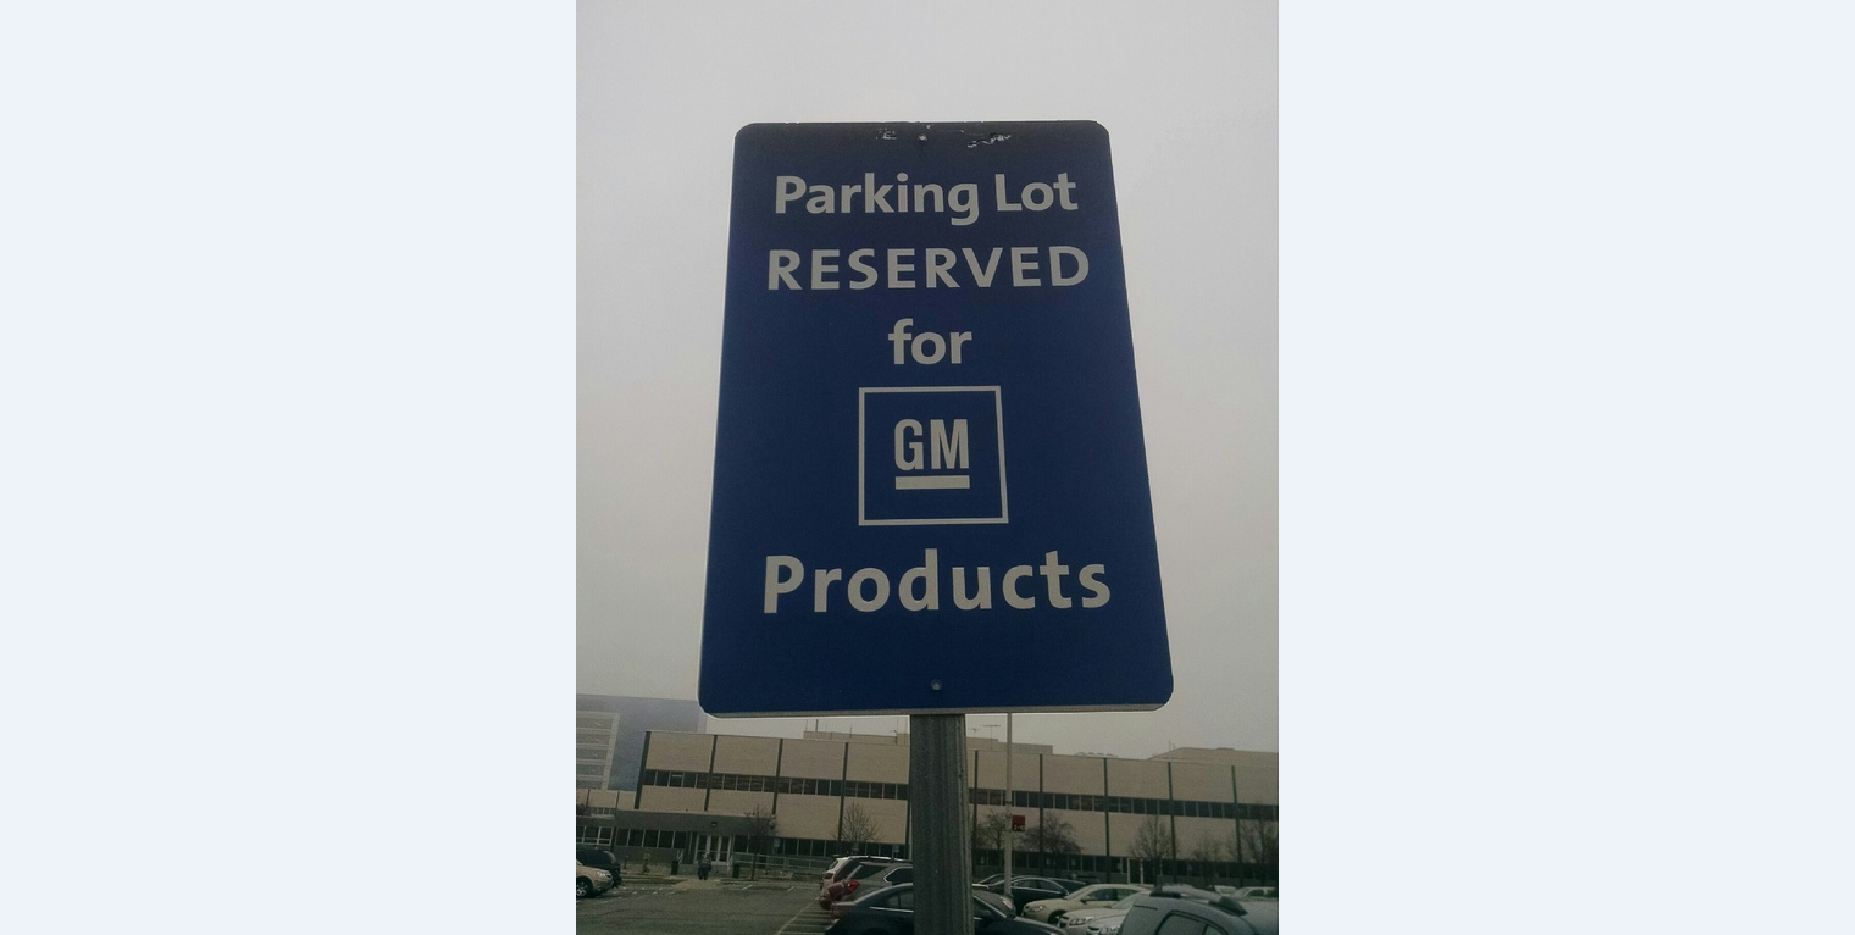 Parking Lot
RESERVED
for
GM
Products